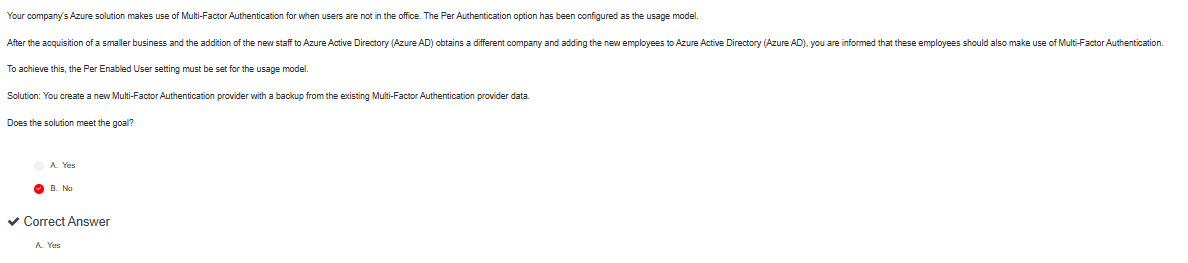 Your company's Azure solution makes use of Multi-Factor Authentication for when users are not in the office. The Per Authentication option has been configured as the usage model.
After the acquisition of a smaller business and the addition of the new staff to Azure Active Directory (Azure AD) obtains a different company and adding the new employees to Azure Active Directory (Azure AD), you are informed that these employees should also make use of Multi-Factor Authentication.
To achieve this, the Per Enabled User setting must be set for the usage model.
Solution: You create a new Multi-Factor Authentication provider with a backup from the existing Multi-Factor Authentication provider data.
Does the solution meet the goal?
A. Yes
B. No
Correct Answer
A. Yes